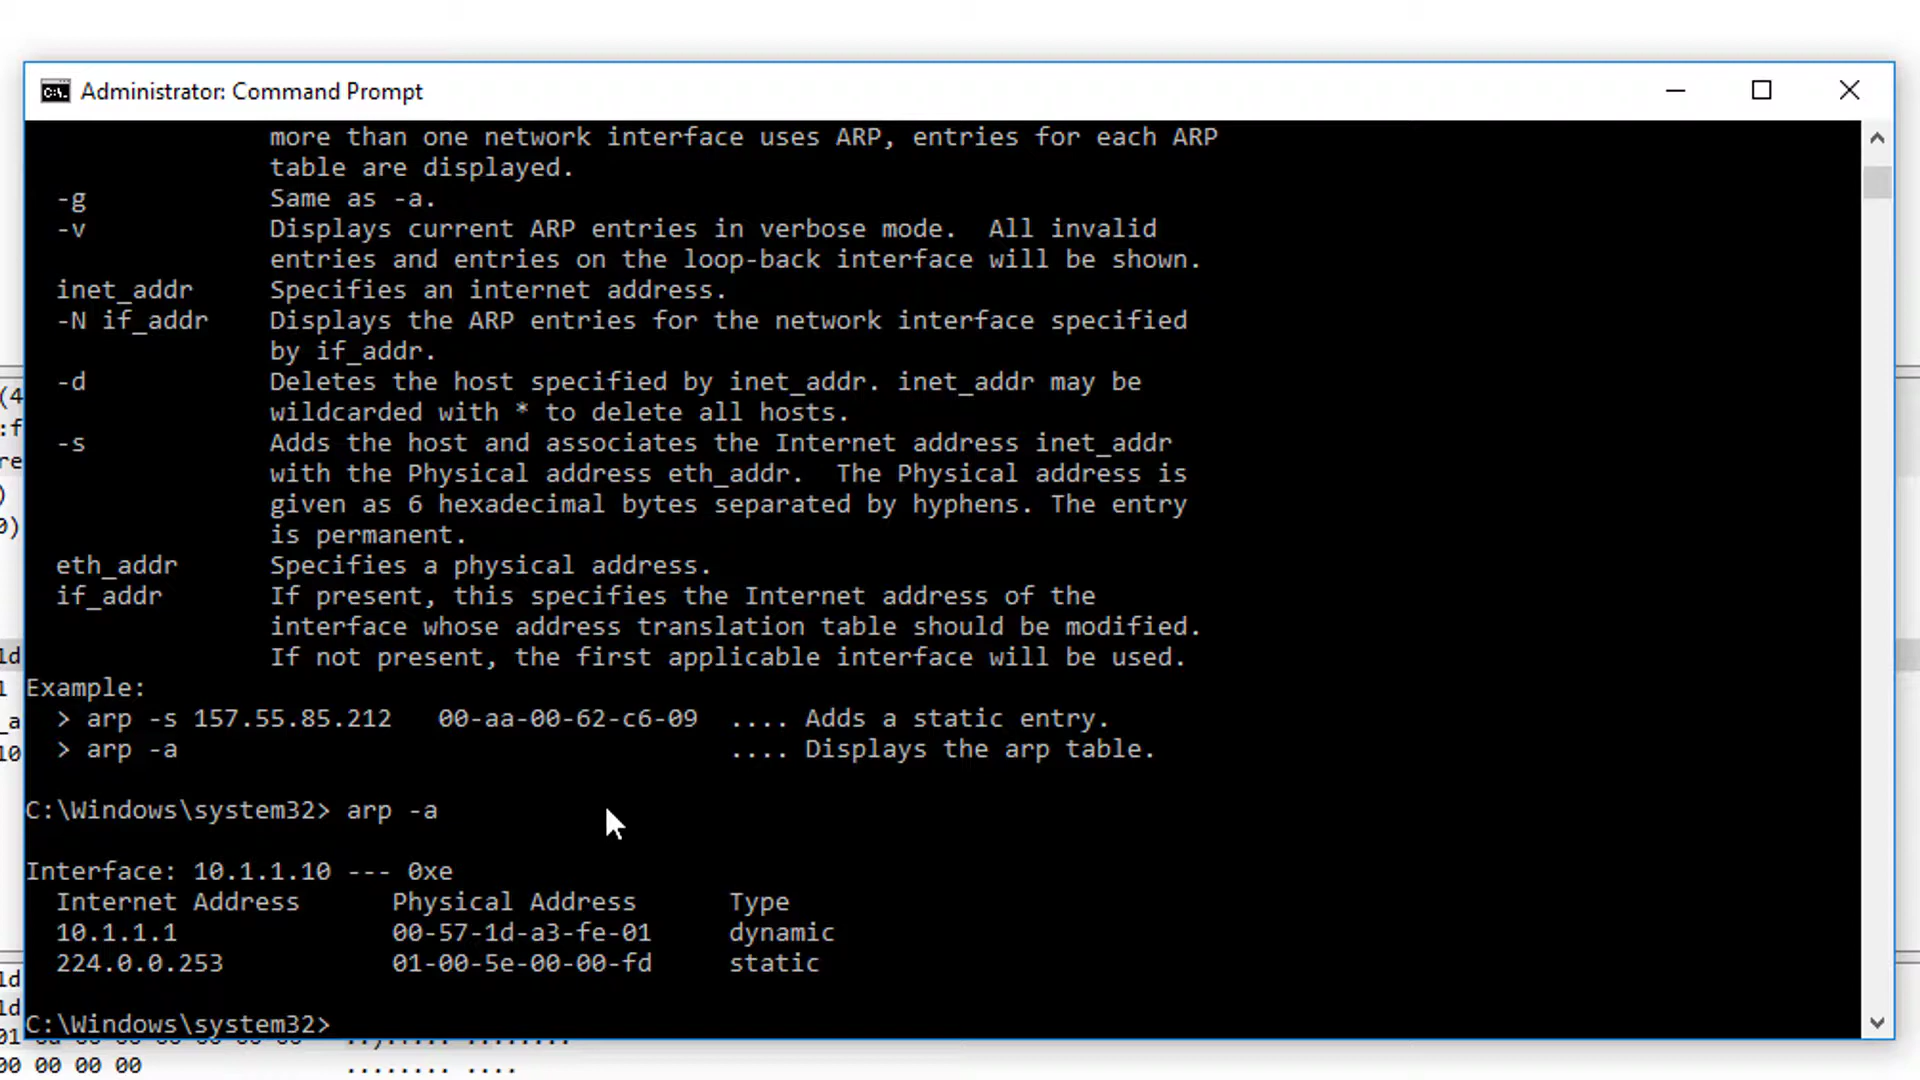 Administrator: Command Prompt
more than one network interface uses ARP, entries for each ARP
table are displayed.
-g Same as -a.
-v Displays current ARP entries in verbose mode.  All invalid
entries and entries on the loop-back interface will be shown.
inet_addr Specifies an internet address.
-N if_addr Displays the ARP entries for the network interface specified
by if_addr.
-d Deletes the host specified by inet_addr. inet_addr may be
wildcarded with * to delete all hosts.
-s Adds the host and associates the Internet address inet_addr
with the Physical address eth_addr.  The Physical address is
given as 6 hexadecimal bytes separated by hyphens. The entry
is permanent.
eth_addr Specifies a physical address.
if_addr If present, this specifies the Internet address of the
interface whose address translation table should be modified.
If not present, the first applicable interface will be used.
Example:
> arp -s 157.55.85.212   00-aa-00-62-c6-09  .... Adds a static entry.
> arp -a                                    .... Displays the arp table.
C:\Windows\system32> arp -a
Interface: 10.1.1.10 --- 0xe
Internet Address      Physical Address      Type
10.1.1.1              00-57-1d-a3-fe-01     dynamic
224.0.0.253           01-00-5e-00-00-fd     static
C:\Windows\system32>
00 00 00 00